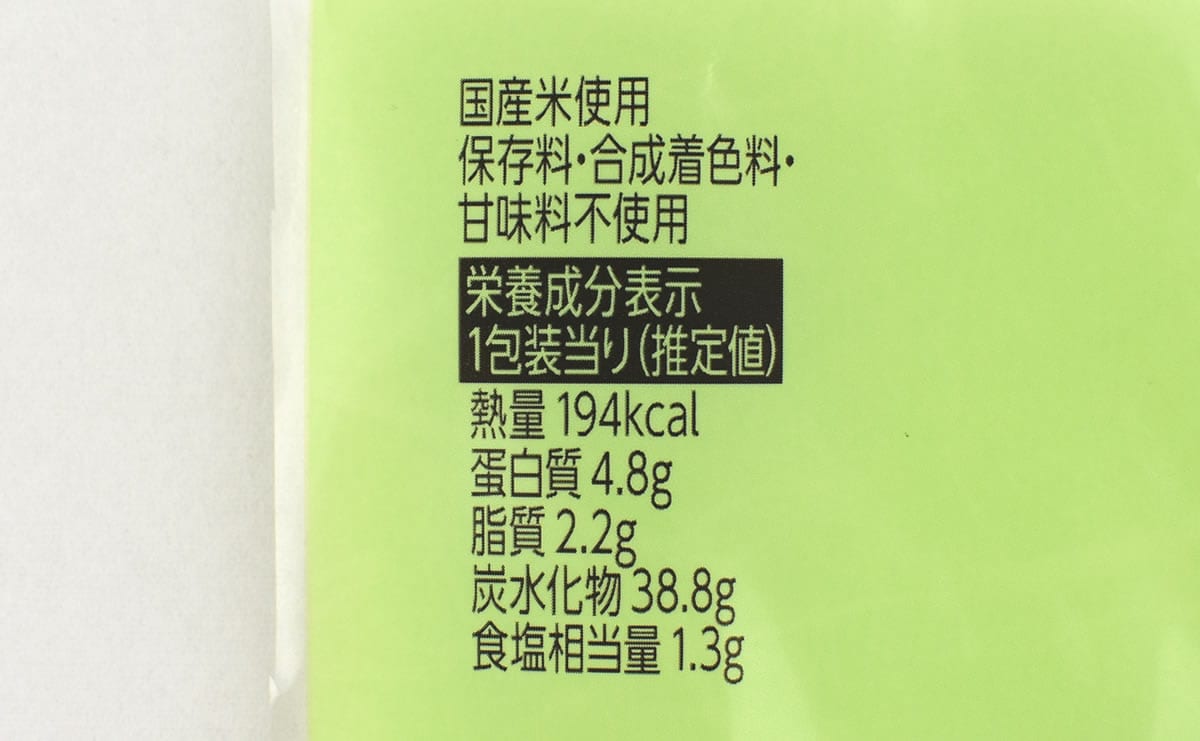 国産米使用
保存料・合成着色料・
甘味料不使用
栄養成分表示
1包装当り(推定値)
熱量 194kcal
蛋白質 4.8g
脂質 2.2g
炭水化物 38.8g
食塩相当量 1.3g